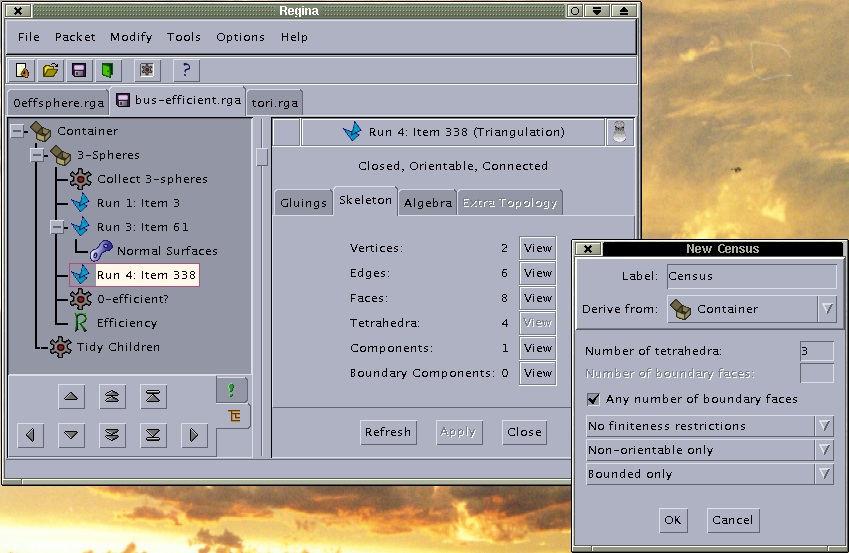 Regina
File Packet Modify Tools Options Help
?
0effsphere.rga bus-efficient.rga tori.rga
Container
3-Spheres
Collect 3-spheres
Run 1: Item 3
Run 3: Item 61
Normal Surfaces
Run 4: Item 338
0-efficient?
Efficiency
Tidy Children
Run 4: Item 338 (Triangulation)
Closed, Orientable, Connected
Gluings Skeleton Algebra Extra Topology
Vertices: 2 View
Edges: 6 View
Faces: 8 View
Tetrahedra: 4 View
Components: 1 View
Boundary Components: 0 View
Refresh Apply Close
New Census
Label: Census
Derive from: Container
Number of tetrahedra: 3
Number of boundary faces:
Any number of boundary faces
No finiteness restrictions
Non-orientable only
Bounded only
OK Cancel